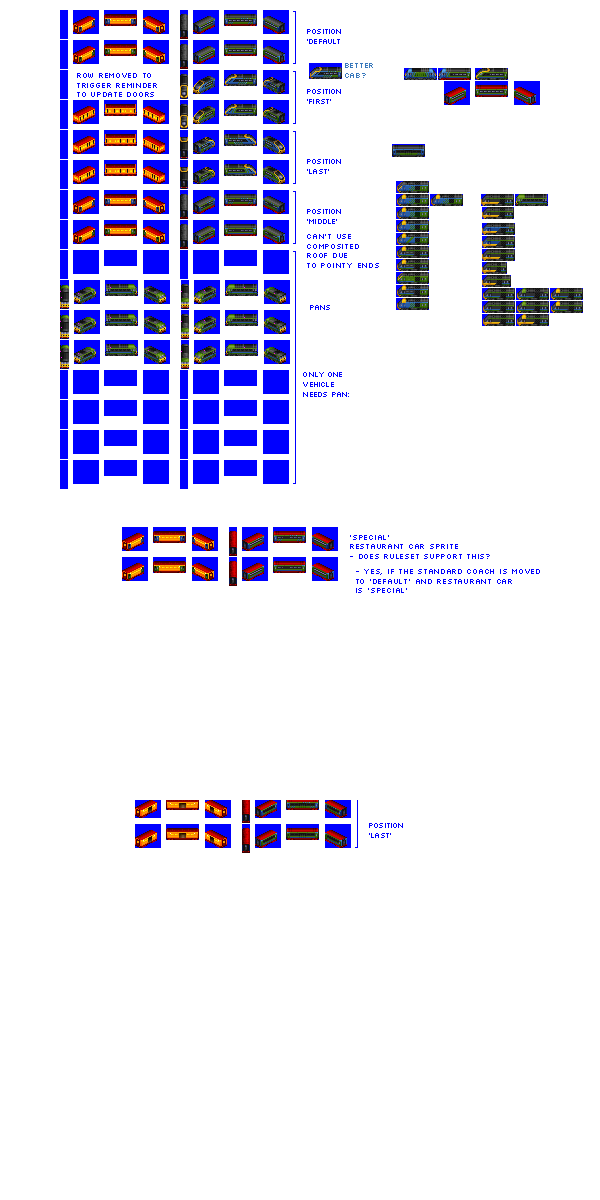 POSITION
'DEFAULT
BETTER
CAB?
ROW REMOVED TO
TRIGGER REMINDER
TO UPDATE DOORS
POSITION
'FIRST'
POSITION
'LAST'
POSITION
'MIDDLE'
CAN'T USE
COMPOSITED
ROOF DUE
TO POINTY ENDS
PANS
ONLY ONE
VEHICLE
NEEDS PAN:
'SPECIAL'
RESTAURANT CAR SPRITE
- DOES RULESET SUPPORT THIS?
- YES, IF THE STANDARD COACH IS MOVED
TO 'DEFAULT' AND RESTAURANT CAR
IS 'SPECIAL'
POSITION
'LAST'